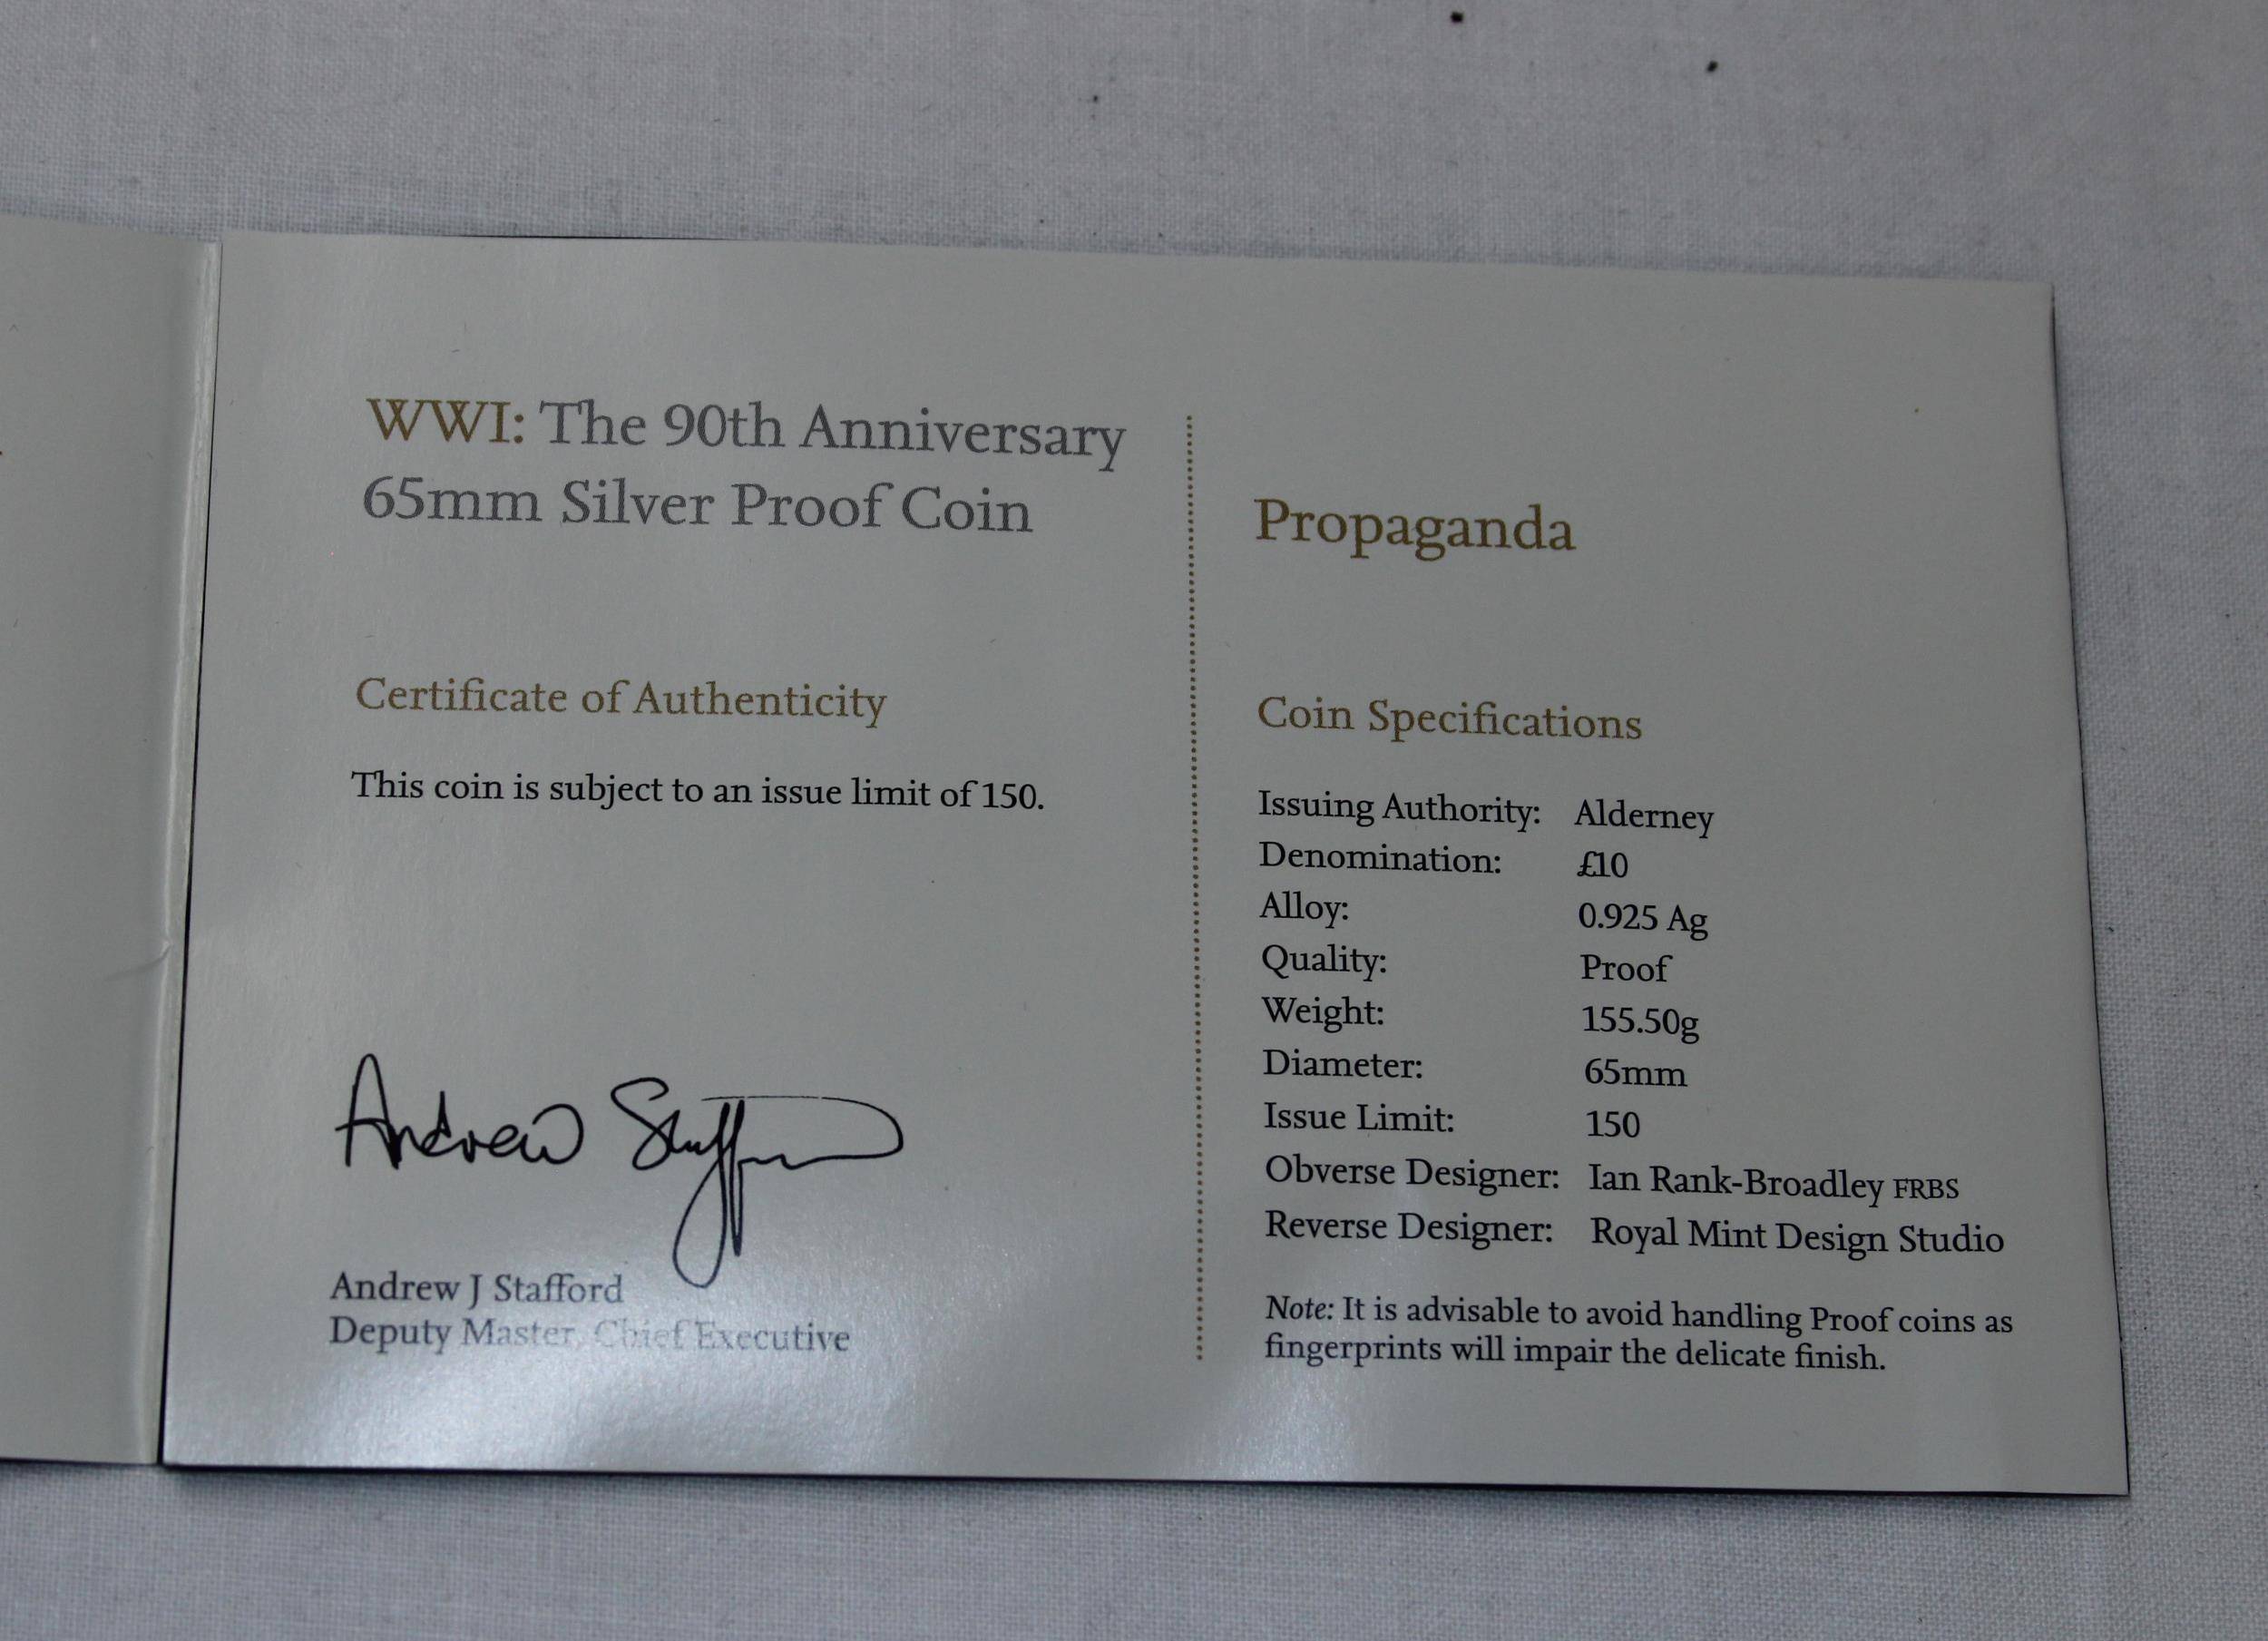 WWI: The 90th Anniversary
65mm Silver Proof Coin
Certificate of Authenticity
This coin is subject to an issue limit of 150.
Andrew Stafford
Andrew J Stafford
Deputy Master, Chief Executive
Propaganda
Coin Specifications
Issuing Authority: Alderney
Denomination: £10
Alloy: 0.925 Ag
Quality: Proof
Weight: 155.50g
Diameter: 65mm
Issue Limit: 150
Obverse Designer: Ian Rank-Broadley FRBS
Reverse Designer: Royal Mint Design Studio
Note: It is advisable to avoid handling Proof coins as
fingerprints will impair the delicate finish.